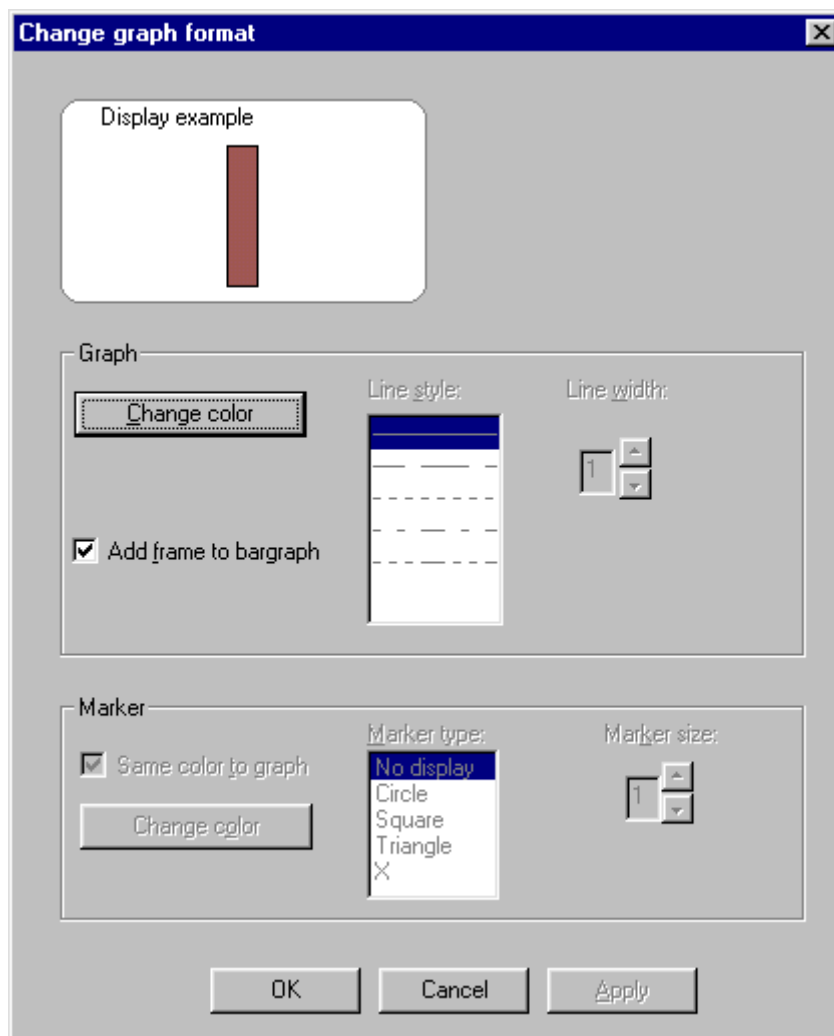 Change graph format
Display example
Graph
Change color
Line style:
Line width:
1
Add frame to bargraph
Marker
Same color to graph
Change color
Marker type:
No display
Circle
Square
Triangle
X
Marker size:
1
OK
Cancel
Apply